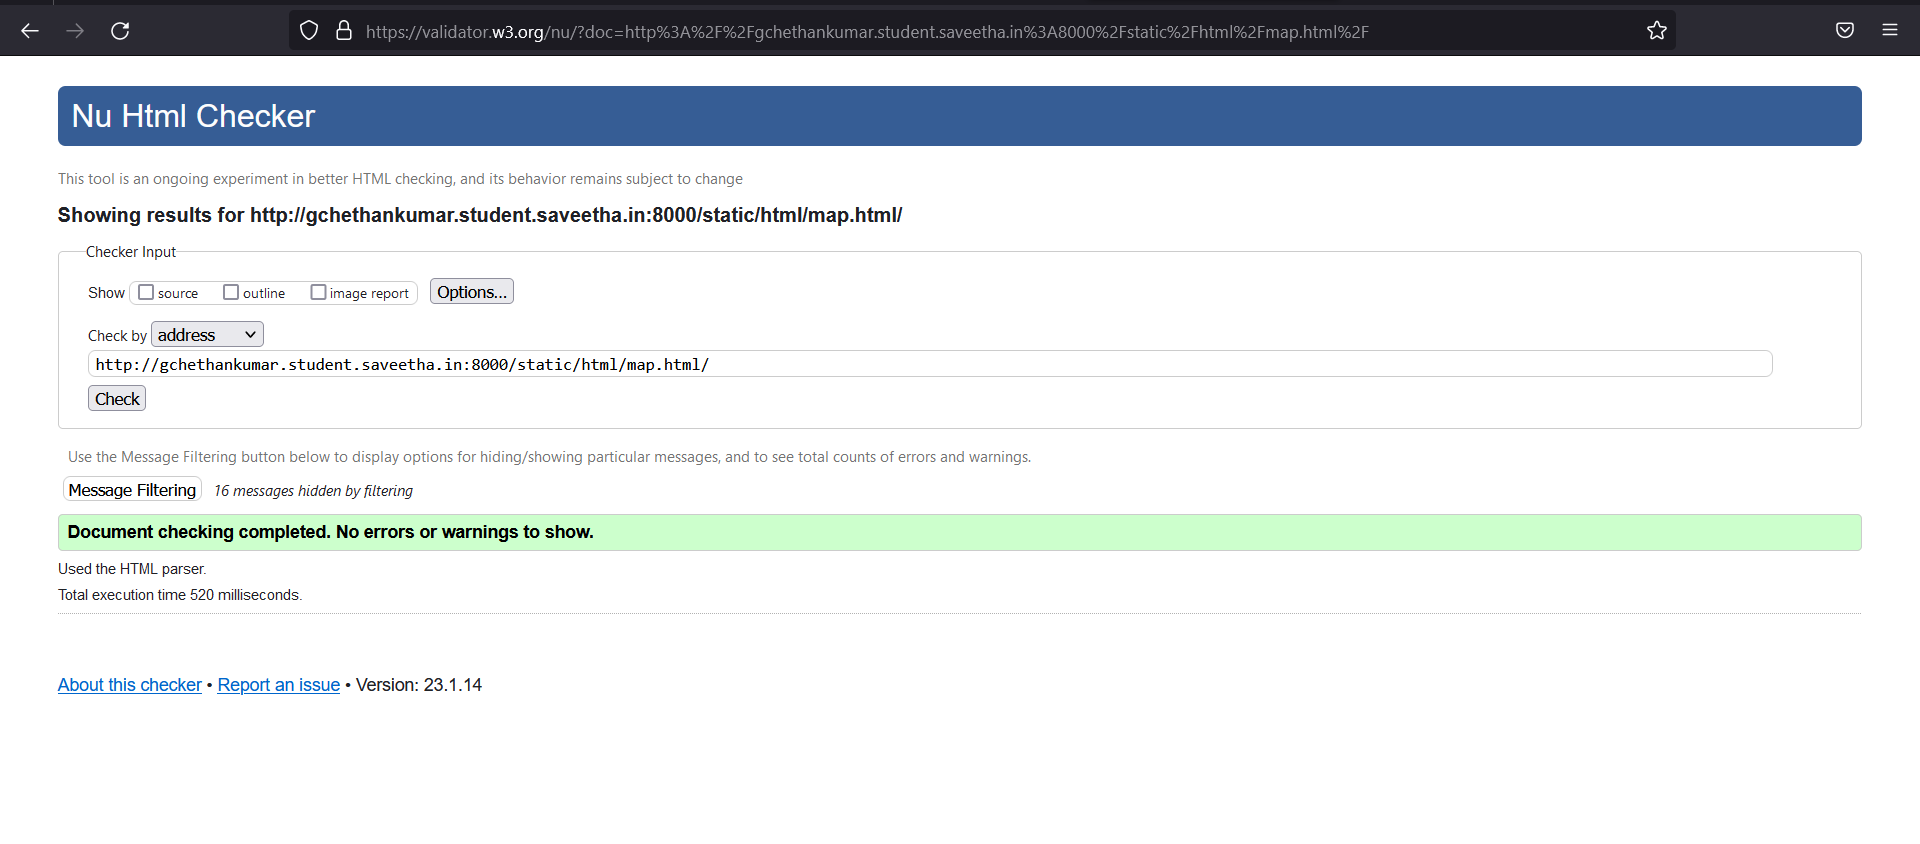 https://validator.w3.org/nu/?doc=http%3A%2F%2Fgchethankumar.student.saveetha.in%3A8000%2Fstatic%2Fhtml%2Fmap.html%2F
Nu Html Checker
This tool is an ongoing experiment in better HTML checking, and its behavior remains subject to change
Showing results for http://gchethankumar.student.saveetha.in:8000/static/html/map.html/
Checker Input
Show source outline image report Options...
Check by address
http://gchethankumar.student.saveetha.in:8000/static/html/map.html/
Check
Use the Message Filtering button below to display options for hiding/showing particular messages, and to see total counts of errors and warnings.
Message Filtering 16 messages hidden by filtering
Document checking completed. No errors or warnings to show.
Used the HTML parser.
Total execution time 520 milliseconds.
About this checker • Report an issue • Version: 23.1.14